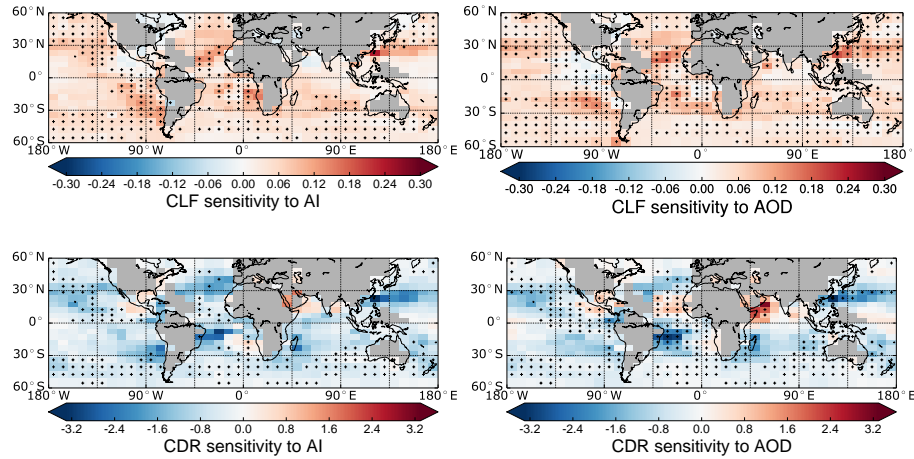 60°N 60°N
30°N 30°N
0° 0°
30°S 30°S
60°S 60°S
180°W 90°W 0° 90°E 180°E 180°W 90°W 0° 90°E 180°
-0.30 -0.24 -0.18 -0.12 -0.06 0.00 0.06 0.12 0.18 0.24 0.30 -0.30 -0.24 -0.18 -0.12 -0.06 0.00 0.06 0.12 0.18 0.24 0.30
CLF sensitivity to AI CLF sensitivity to AOD
60°N 60°N
30°N 30°N
0° 0°
30°S 30°S
60°S 60°S
180°W 90°W 0° 90°E 180°E 180°W 90°W 0° 90°E 180°E
-3.2 -2.4 -1.6 -0.8 0.0 0.8 1.6 2.4 3.2 -3.2 -2.4 -1.6 -0.8 0.0 0.8 1.6 2.4 3.2
CDR sensitivity to AI CDR sensitivity to AOD